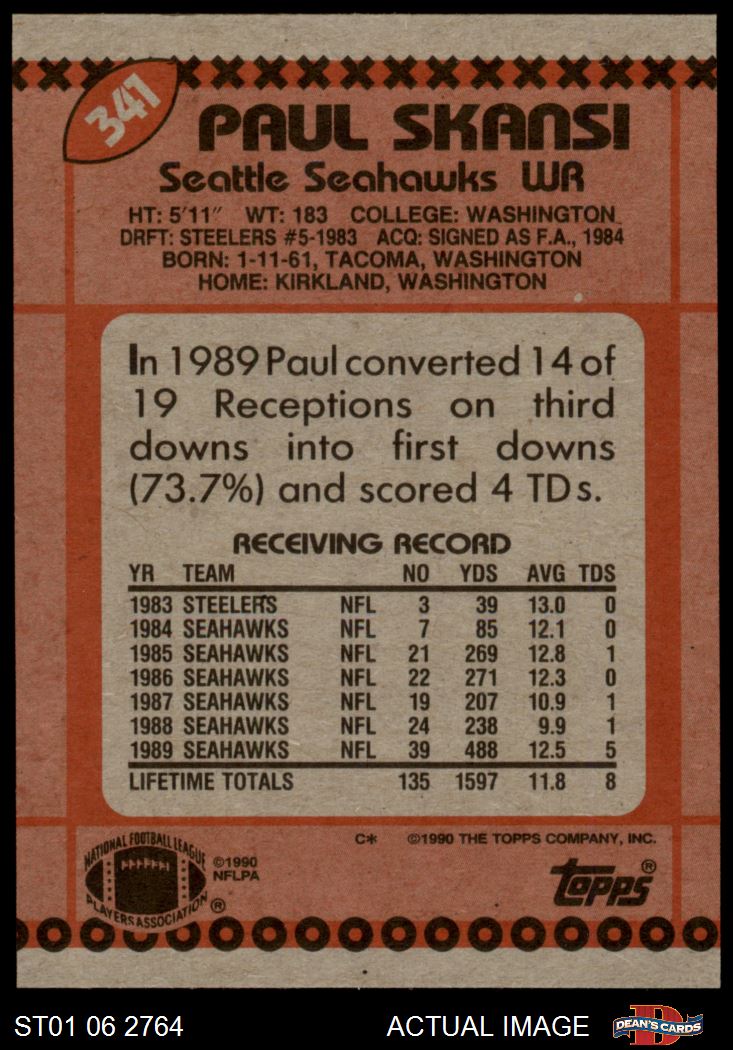 341
PAUL SKANSI
Seattle Seahawks WR
HT: 5'11" WT: 183 COLLEGE: WASHINGTON
DRFT: STEELERS #5-1983 ACQ: SIGNED AS F.A., 1984
BORN: 1-11-61, TACOMA, WASHINGTON
HOME: KIRKLAND, WASHINGTON
In 1989 Paul converted 14 of
19 Receptions on third
downs into first downs
(73.7%) and scored 4 TDs.
RECEIVING RECORD
YR TEAM NO YDS AVG TDS
1983 STEELERS NFL 3 39 13.0 0
1984 SEAHAWKS NFL 7 85 12.1 0
1985 SEAHAWKS NFL 21 269 12.8 1
1986 SEAHAWKS NFL 22 271 12.3 0
1987 SEAHAWKS NFL 19 207 10.9 1
1988 SEAHAWKS NFL 24 238 9.9 1
1989 SEAHAWKS NFL 39 488 12.5 5
LIFETIME TOTALS 135 1597 11.8 8
C* ©1990 THE TOPPS COMPANY, INC.
NATIONAL FOOTBALL LEAGUE
PLAYERS ASSOCIATION ®
©1990
NFLPA
topps®
ST01 06 2764 ACTUAL IMAGE
D
DEAN'S CARDS